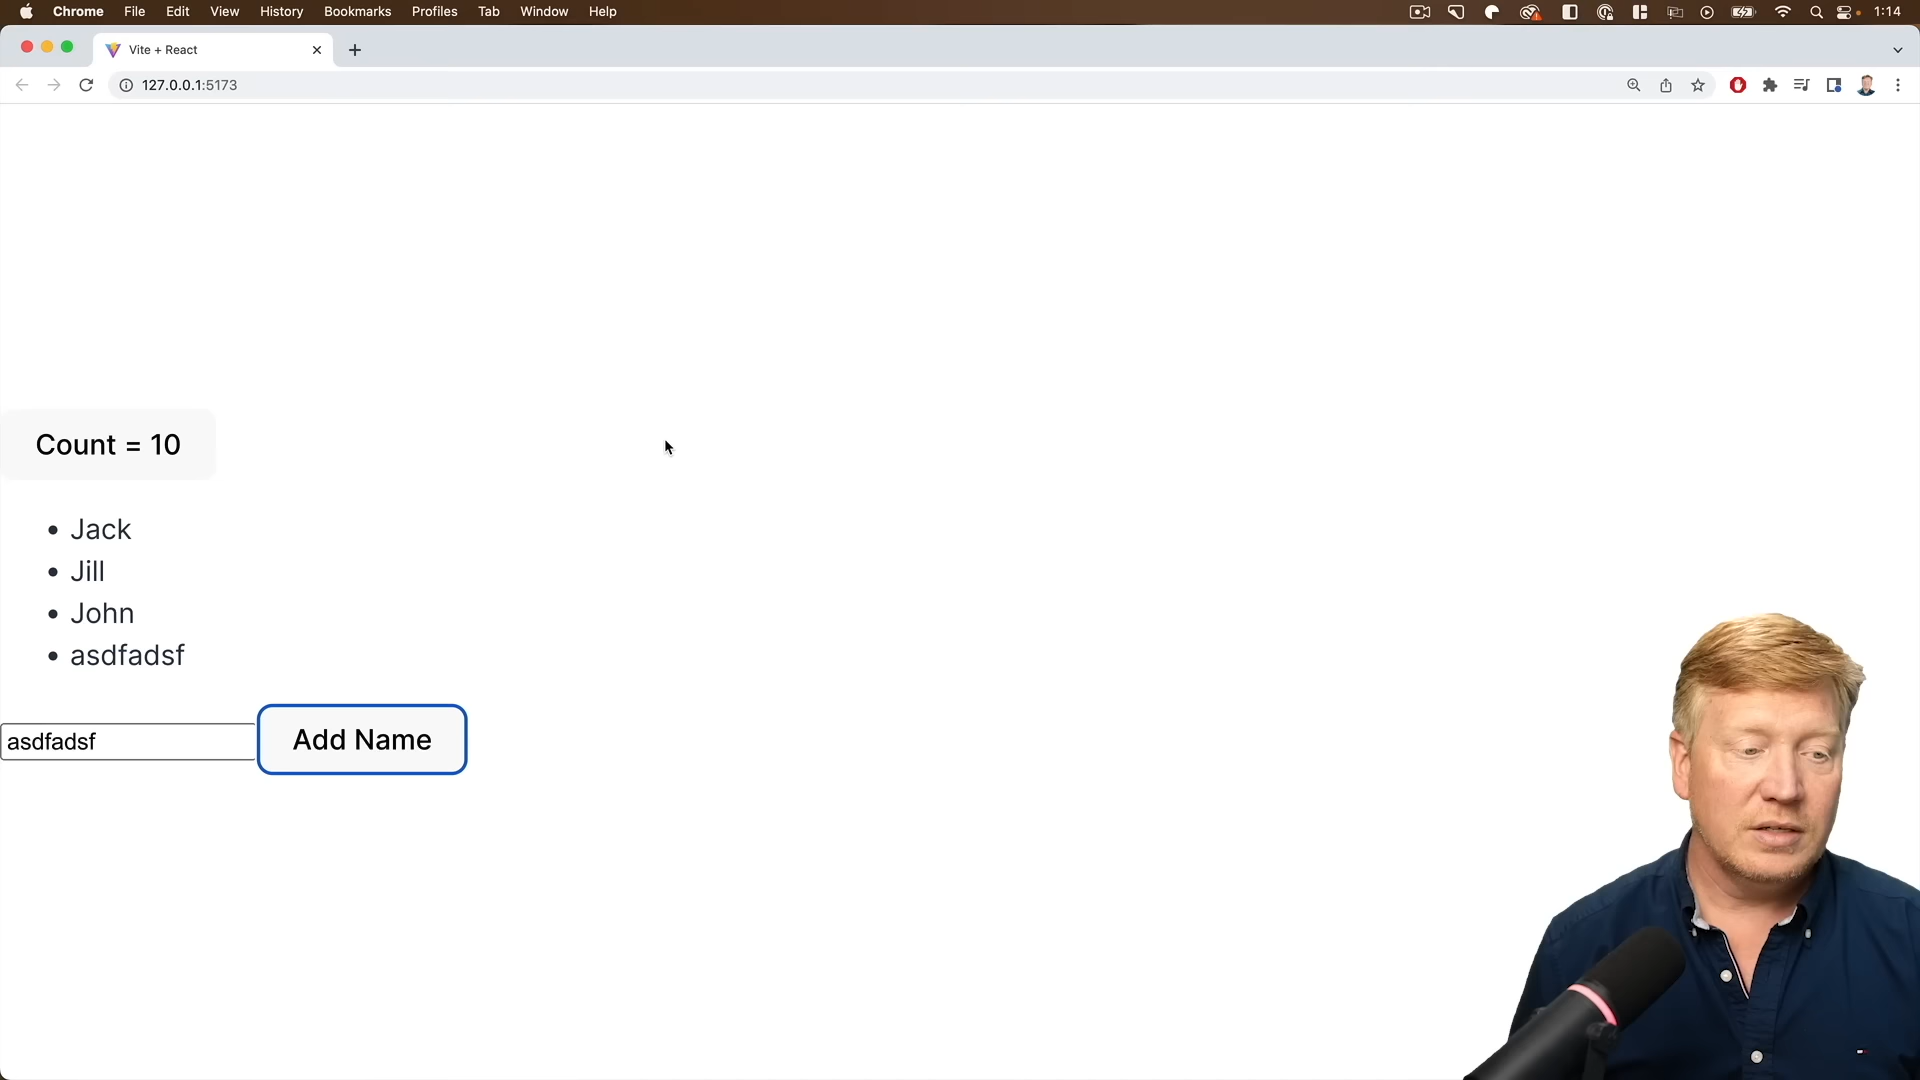 Chrome File Edit View History Bookmarks Profiles Tab Window Help 1:14
Vite + React
127.0.0.1:5173
Count = 10
• Jack
• Jill
• John
• asdfadsf
asdfadsf Add Name